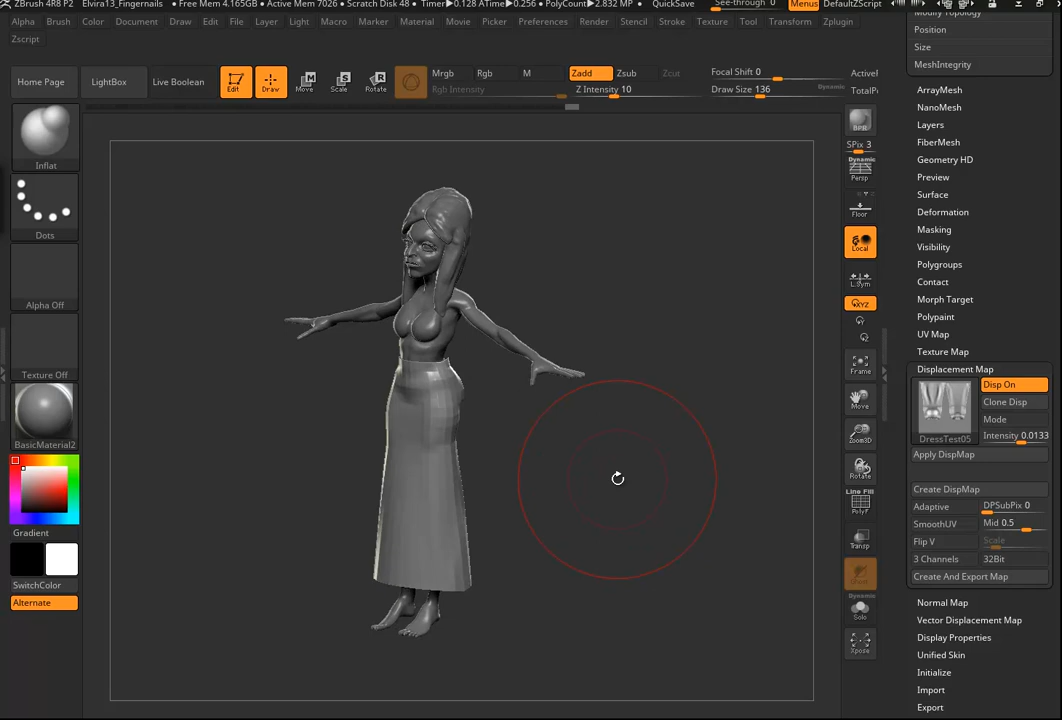 ZBrush 4R8 P2 Elvira13_Fingernails • Free Mem 4.165GB • Active Mem 7026 • Scratch Disk 48 • Timer▶0.128 ATime▶0.256 • PolyCount▶2.832 MP • QuickSave See-through 0 Menus DefaultZScript
Alpha Brush Color Document Draw Edit File Layer Light Macro Marker Material Movie Picker Preferences Render Stencil Stroke Texture Tool Transform Zplugin
Zscript
Home Page LightBox Live Boolean Edit Draw Move Scale Rotate
Mrgb Rgb M Zadd Zsub Zcut Focal Shift 0
Rgb Intensity Z Intensity 10 Draw Size 136 Dynamic
Inflat
Dots
Alpha Off
Texture Off
BasicMaterial2
Gradient
SwitchColor
Alternate
BPR
SPix 3
Dynamic
Persp
Floor
Local
L.Sym
XYZ
Frame
Move
Zoom3D
Rotate
Line Fill
PolyF
Transp
Dynamic
Solo
Xpose
Modify Topology
Position
Size
MeshIntegrity
ArrayMesh
NanoMesh
Layers
FiberMesh
Geometry HD
Preview
Surface
Deformation
Masking
Visibility
Polygroups
Contact
Morph Target
Polypaint
UV Map
Texture Map
Displacement Map
Disp On
Clone Disp
Mode
DressTest05 Intensity 0.0133
Apply DispMap
Create DispMap
Adaptive DPSubPix 0
SmoothUV Mid 0.5
Flip V Scale
3 Channels 32Bit
Create And Export Map
Normal Map
Vector Displacement Map
Display Properties
Unified Skin
Initialize
Import
Export